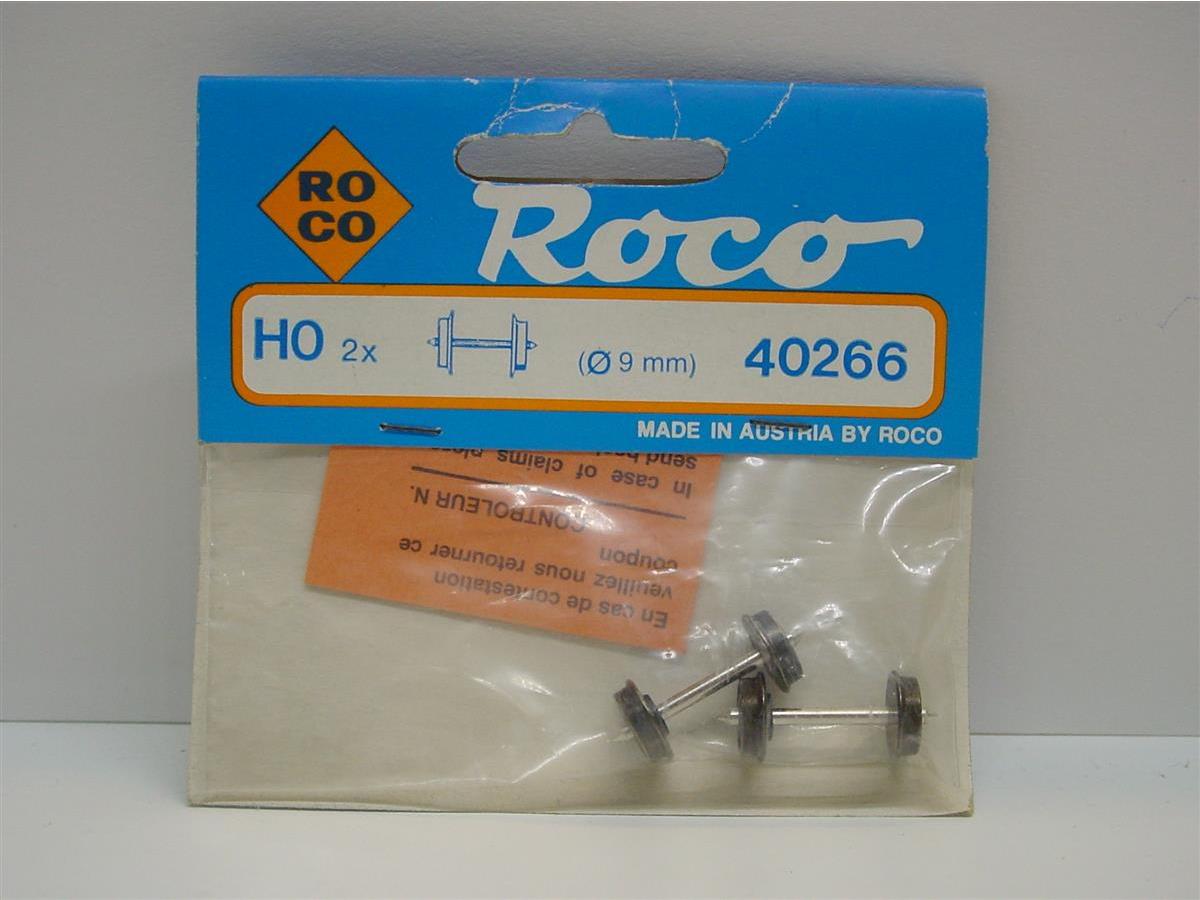 RO
CO
Roco
HO 2x (Ø 9 mm) 40266
MADE IN AUSTRIA BY ROCO
En cas de contestation
veuillez nous retourner ce
coupon
CONTROLEUR N.
In case of claims
send